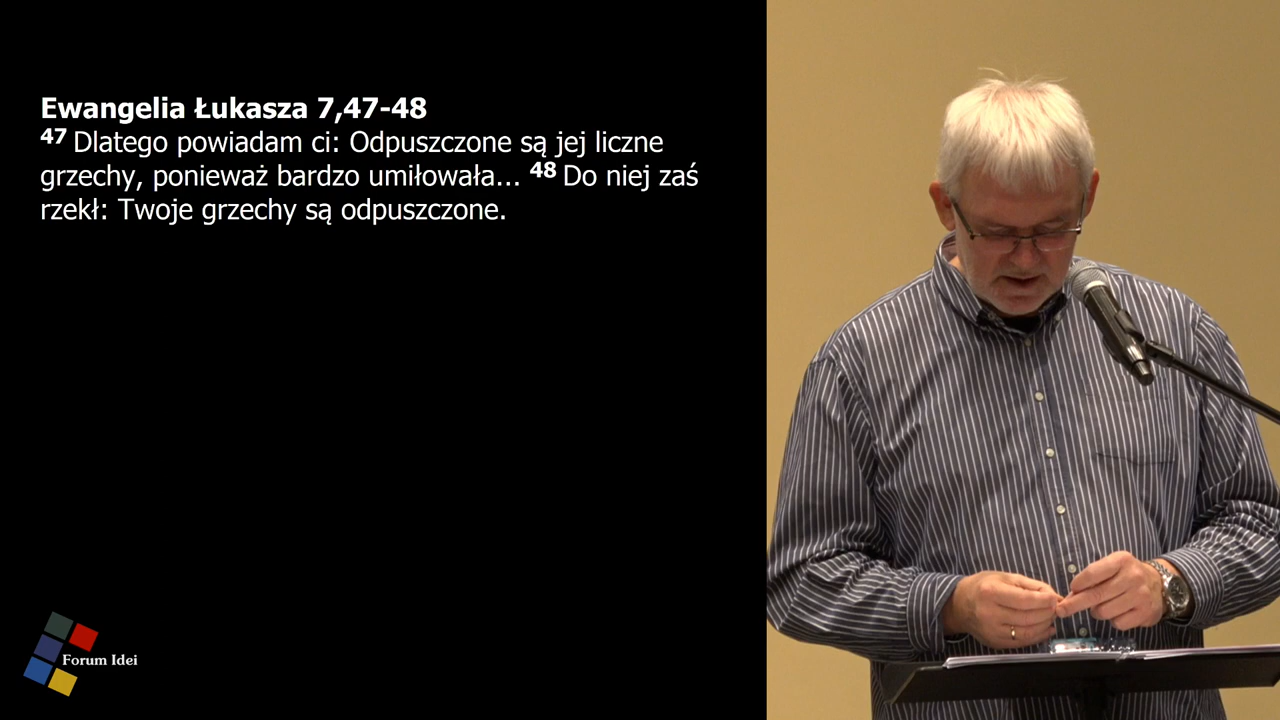 Ewangelia Łukasza 7,47-48
47 Dlatego powiadam ci: Odpuszczone są jej liczne
grzechy, ponieważ bardzo umiłowała... 48 Do niej zaś
rzekł: Twoje grzechy są odpuszczone.
Forum Idei